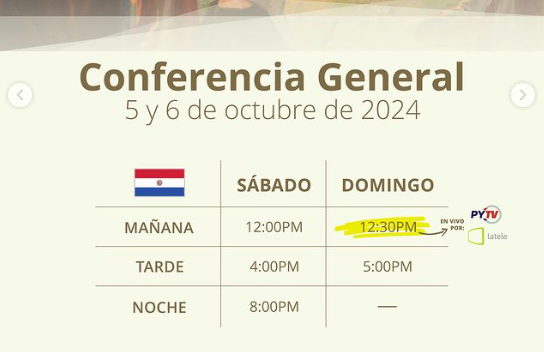 Conferencia General
5 y 6 de octubre de 2024
SÁBADO DOMINGO
MAÑANA 12:00PM 12:30PM EN VIVO POR: PYTV latele
TARDE 4:00PM 5:00PM
NOCHE 8:00PM —